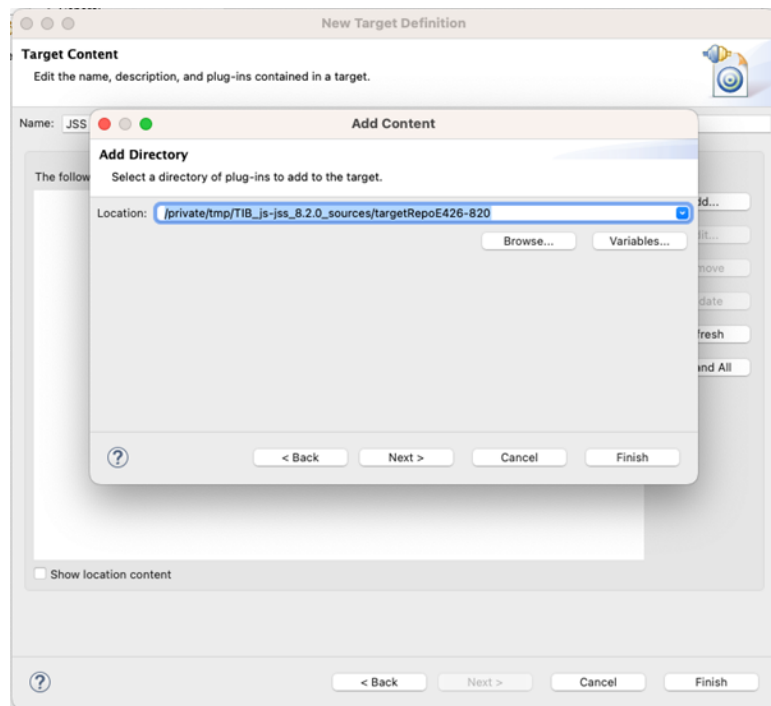 New Target Definition
Target Content
Edit the name, description, and plug-ins contained in a target.
Name: JSS
Add Content
Add Directory
The follow
Select a directory of plug-ins to add to the target.
dd...
Location: /private/tmp/TIB_js-jss_8.2.0_sources/targetRepoE426-820
dit...
Browse... Variables...
move
date
fresh
and All
? < Back Next > Cancel Finish
Show location content
? < Back Next > Cancel Finish